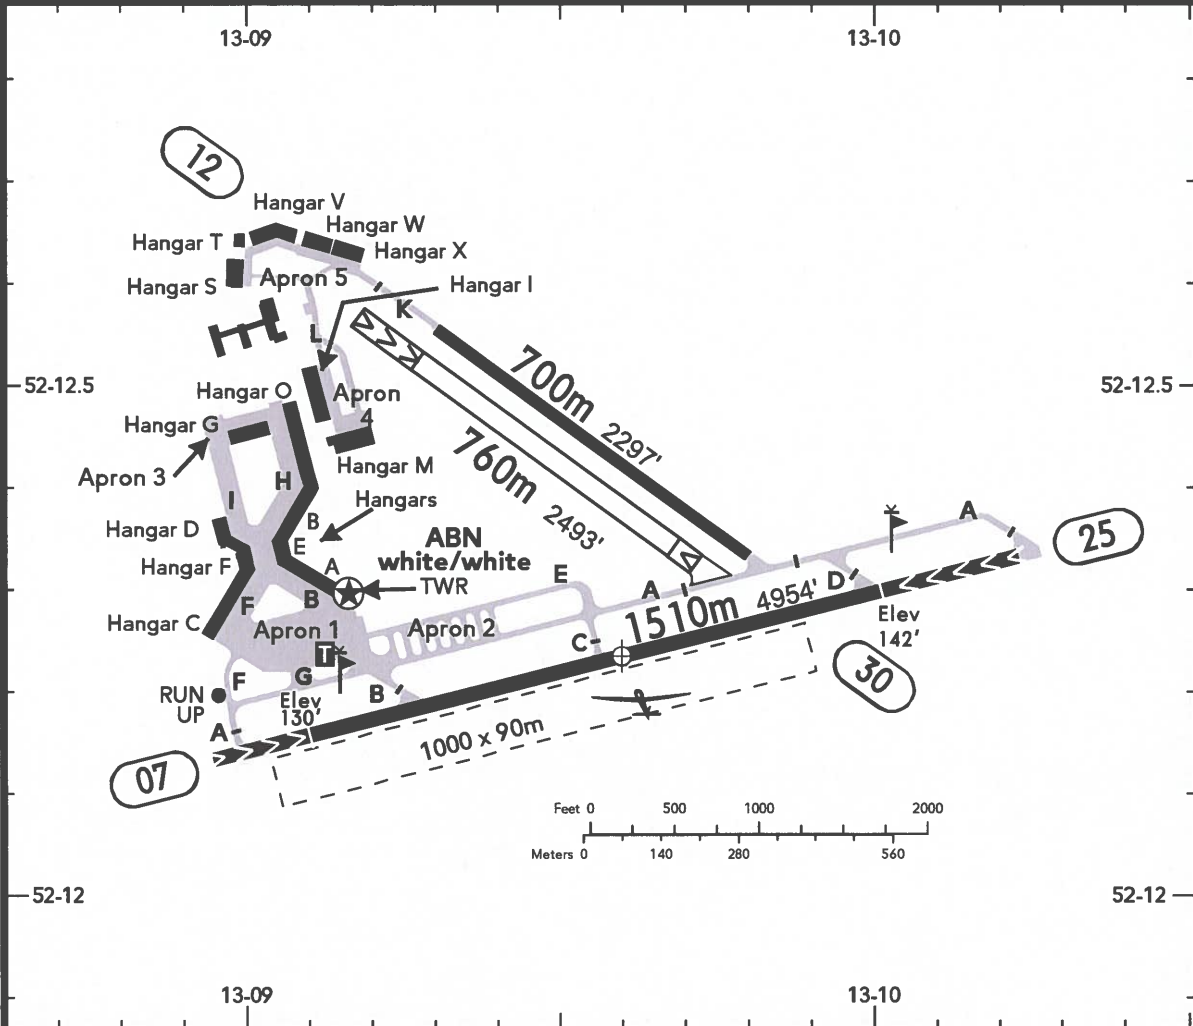 13-09
13-10
12
Hangar V
Hangar W
Hangar T
Hangar X
Hangar S
Apron 5
Hangar I
K
L
700m 2297'
52-12.5
52-12.5
Hangar O
Apron
4
Hangar G
760m 2493'
Hangar M
Apron 3
H
I
Hangars
B
A
Hangar D
25
ABN
white/white
E
Hangar F
A
TWR
E
D
A
B
F
1510m 4954'
Hangar C
Apron 1
Apron 2
Elev
142'
C
T
30
F
G
B
RUN
UP
Elev
130'
A
1000 x 90m
07
Feet 0 500 1000 2000
Meters 0 140 280 560
52-12
52-12
13-09
13-10